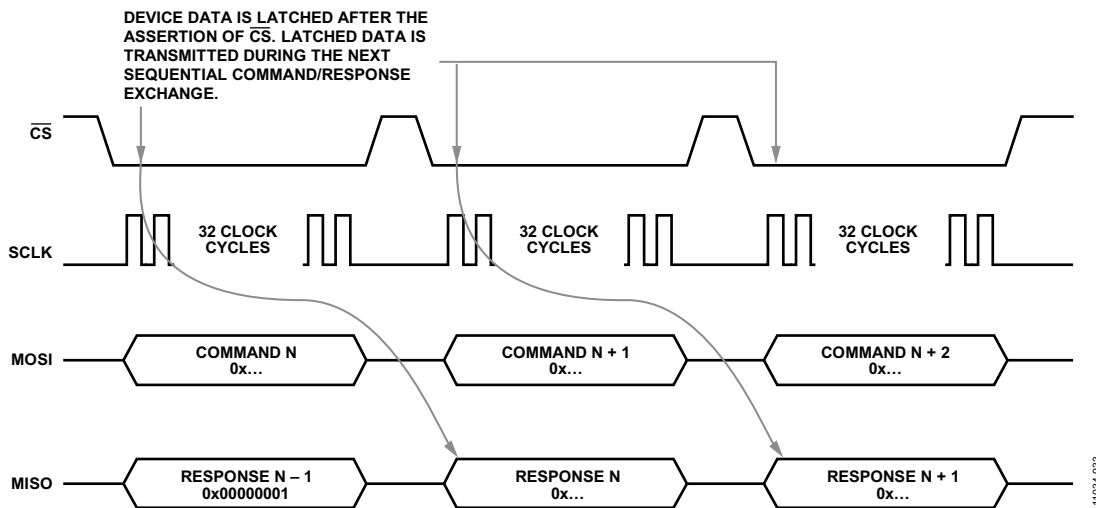 DEVICE DATA IS LATCHED AFTER THE
ASSERTION OF CS. LATCHED DATA IS
TRANSMITTED DURING THE NEXT
SEQUENTIAL COMMAND/RESPONSE
EXCHANGE.
CS
SCLK
32 CLOCK
CYCLES
32 CLOCK
CYCLES
32 CLOCK
CYCLES
MOSI
COMMAND N
0x…
COMMAND N + 1
0x…
COMMAND N + 2
0x…
MISO
RESPONSE N – 1
0x00000001
RESPONSE N
0x…
RESPONSE N + 1
0x…